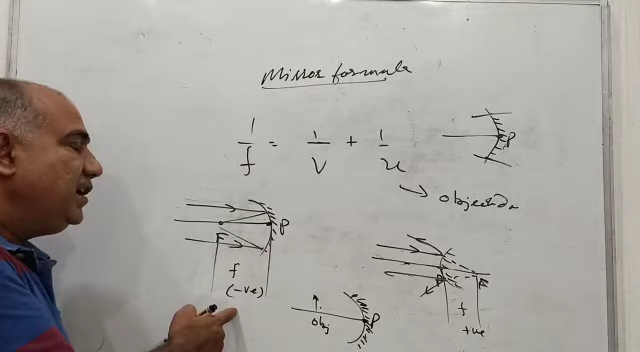 Mirror formula
1/f = 1/v + 1/u
P
→ object dis
P
F
f
(-ve)
Obj
P
F
f
+ve